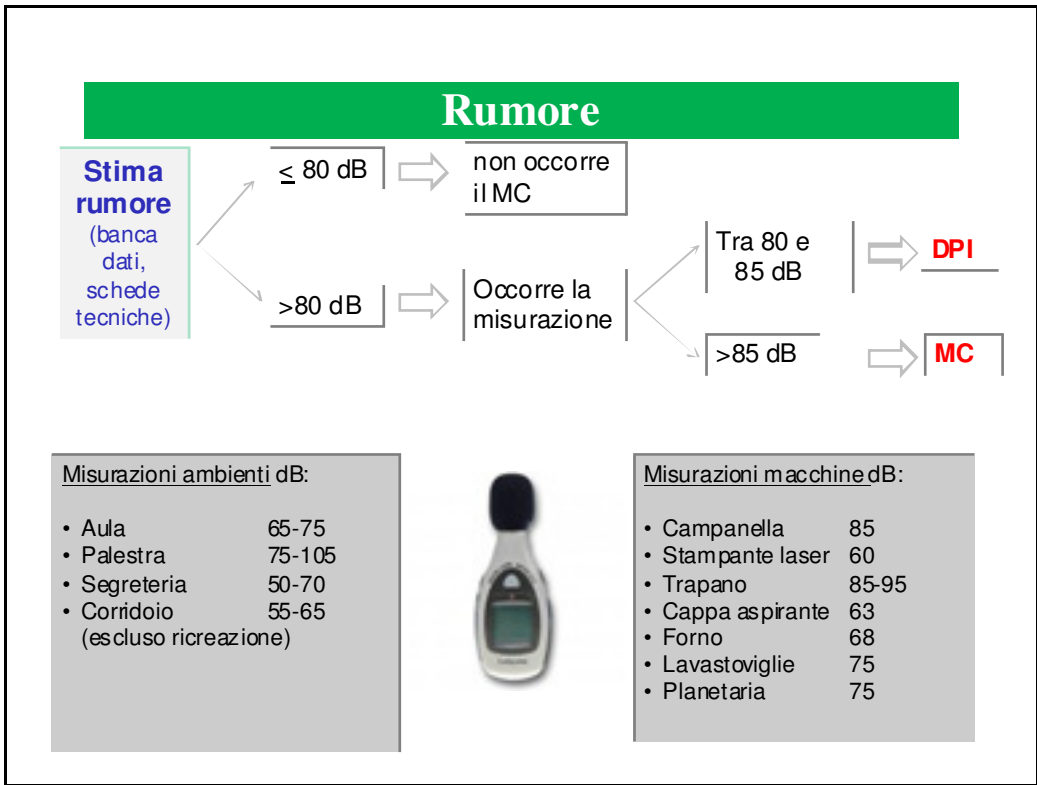 Rumore
Stima
rumore
(banca
dati,
schede
tecniche)
≤ 80 dB
non occorre
il MC
>80 dB
Occorre la
misurazione
Tra 80 e
85 dB
DPI
>85 dB
MC
Misurazioni ambienti dB:
• Aula 65-75
• Palestra 75-105
• Segreteria 50-70
• Corridoio 55-65
(escluso ricreazione)
Misurazioni macchine dB:
• Campanella 85
• Stampante laser 60
• Trapano 85-95
• Cappa aspirante 63
• Forno 68
• Lavastoviglie 75
• Planetaria 75